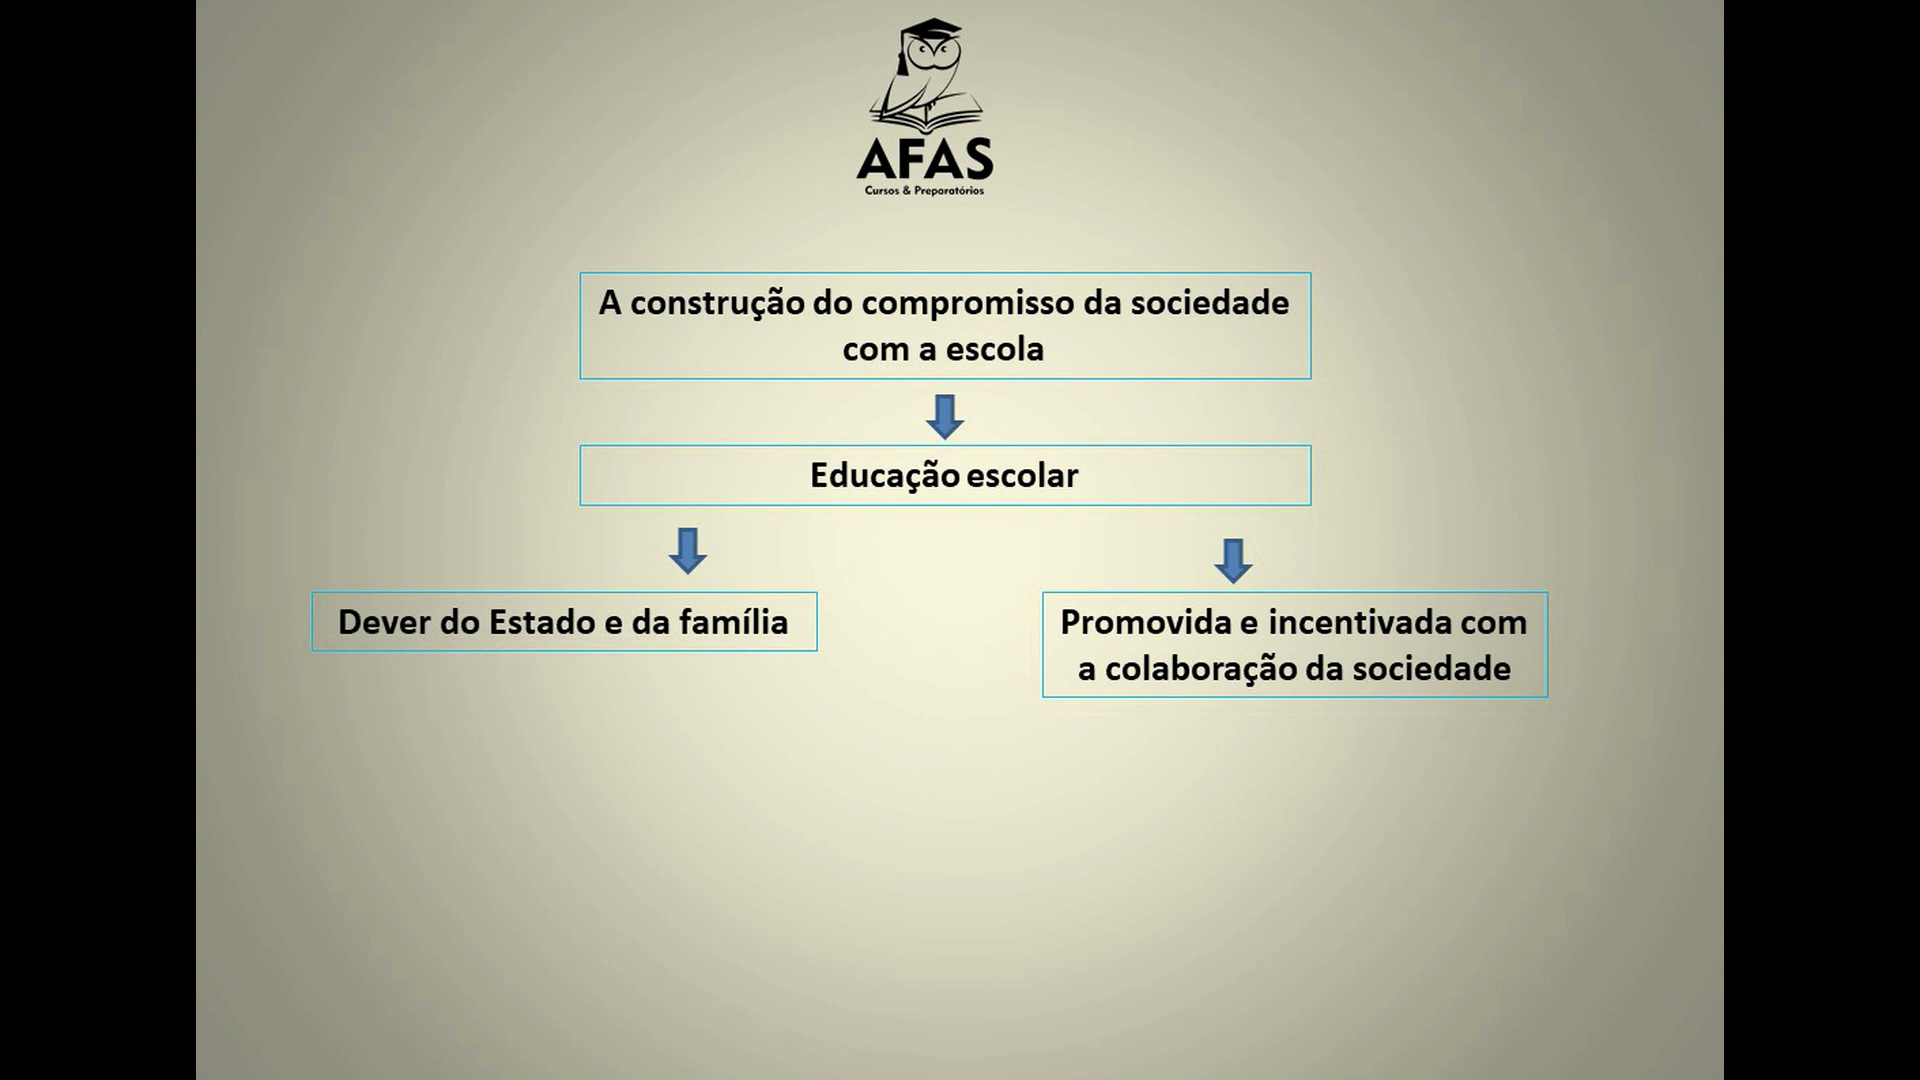 AFAS
Cursos & Preparatórios
A construção do compromisso da sociedade
com a escola
Educação escolar
Dever do Estado e da família
Promovida e incentivada com
a colaboração da sociedade